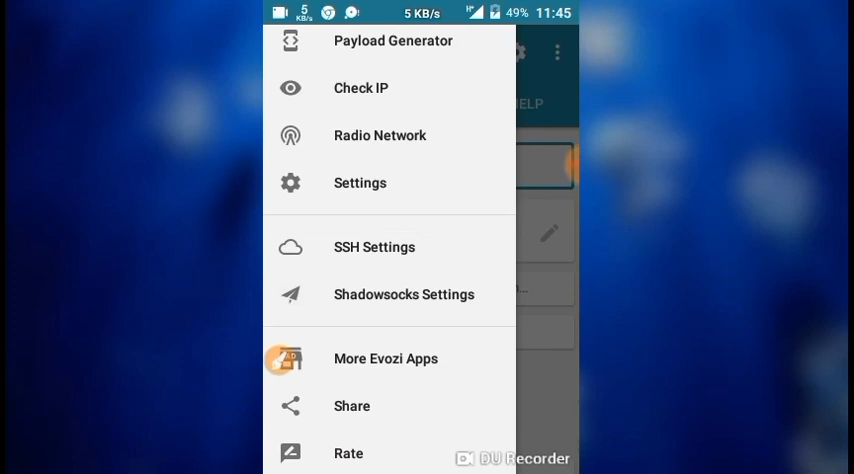 5 KB/s 5 KB/s H+ 49% 11:45
Payload Generator
Check IP
HELP
Radio Network
Settings
SSH Settings
Shadowsocks Settings
More Evozi Apps
Share
Rate
DU Recorder